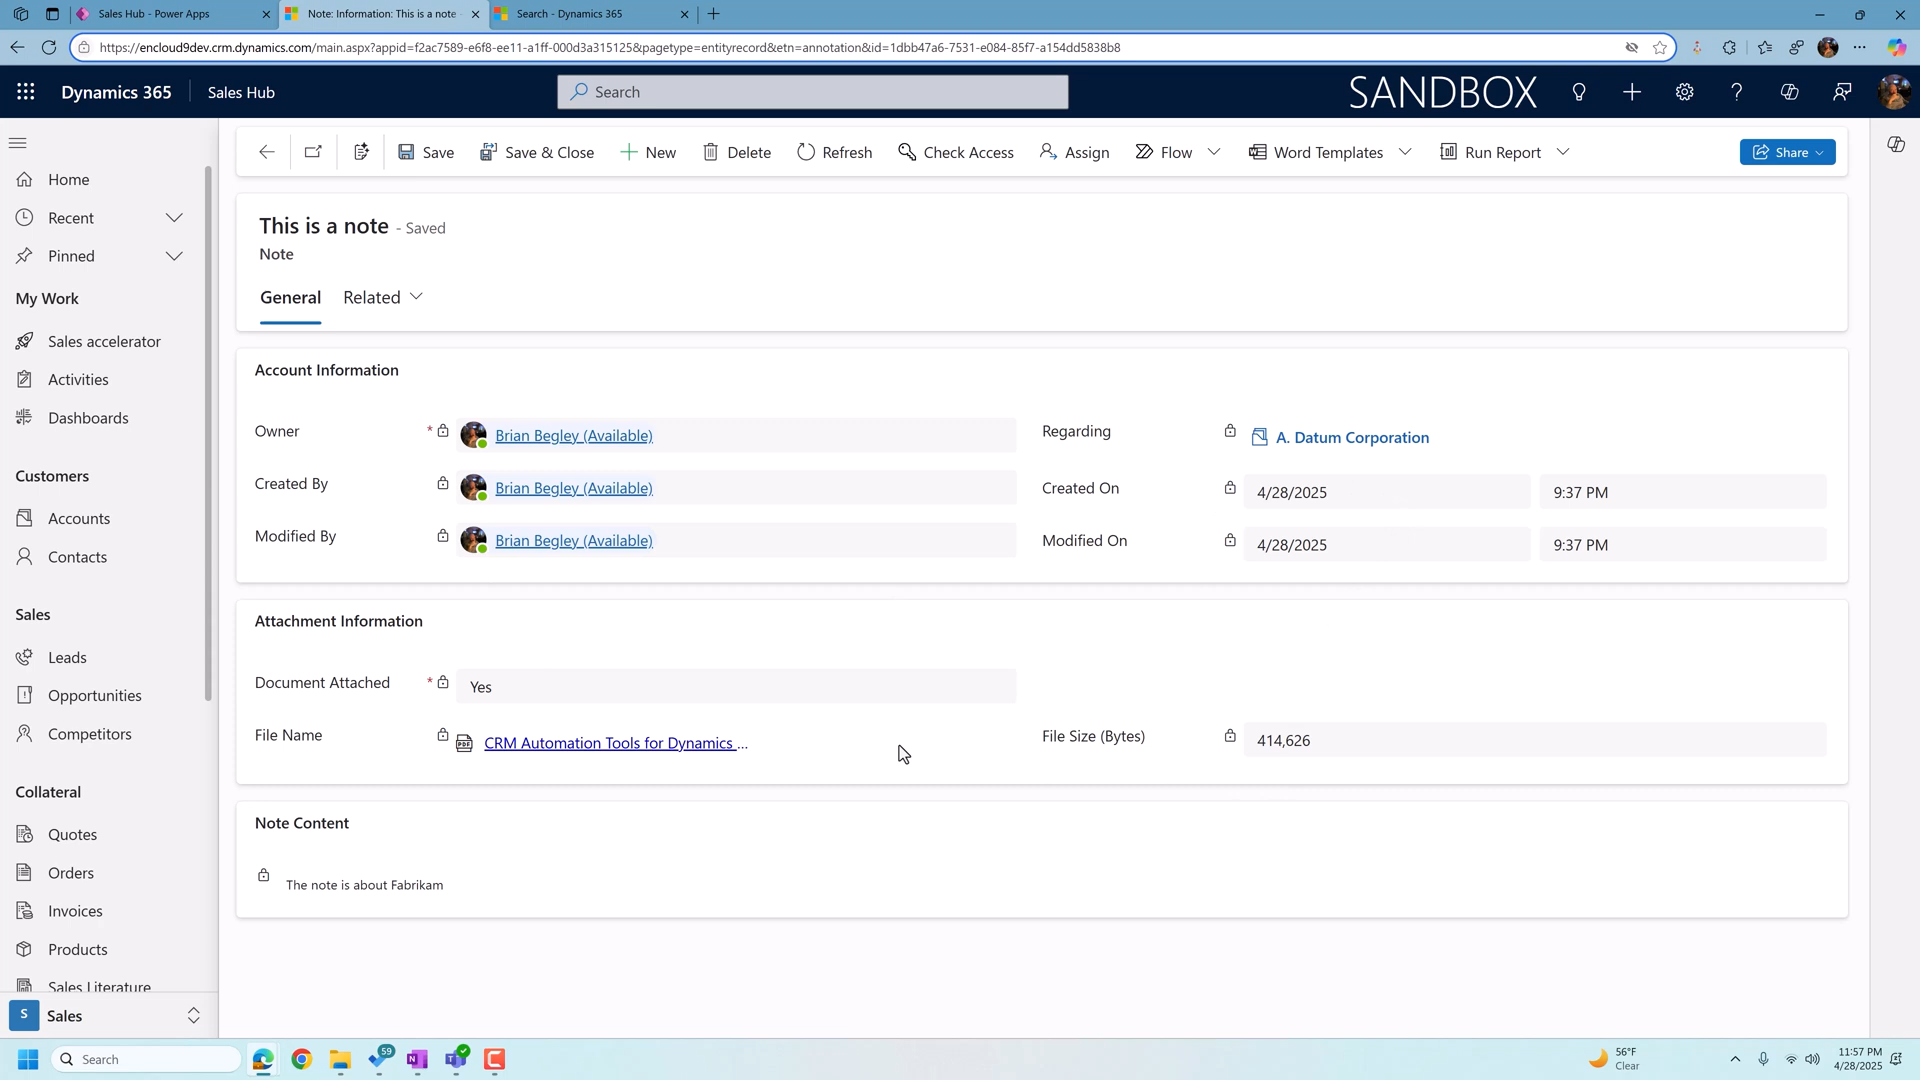 Sales Hub - Power Apps
Note: Information: This is a note -
Search - Dynamics 365
https://encloud9dev.crm.dynamics.com/main.aspx?appid=f2ac7589-e6f8-ee11-a1ff-000d3a315125&pagetype=entityrecord&etn=annotation&id=1dbb47a6-7531-e084-85f7-a154dd5838b8
Dynamics 365
Sales Hub
Search
SANDBOX
Save
Save & Close
New
Delete
Refresh
Check Access
Assign
Flow
Word Templates
Run Report
Share
Home
Recent
Pinned
My Work
Sales accelerator
Activities
Dashboards
Customers
Accounts
Contacts
Sales
Leads
Opportunities
Competitors
Collateral
Quotes
Orders
Invoices
Products
Sales Literature
S
Sales
This is a note - Saved
Note
General
Related
Account Information
Owner * Brian Begley (Available)
Regarding A. Datum Corporation
Created By Brian Begley (Available)
Created On 4/28/2025 9:37 PM
Modified By Brian Begley (Available)
Modified On 4/28/2025 9:37 PM
Attachment Information
Document Attached * Yes
File Name PDF CRM Automation Tools for Dynamics ...
File Size (Bytes) 414,626
Note Content
The note is about Fabrikam
Search
59
56°F
Clear
11:57 PM
4/28/2025